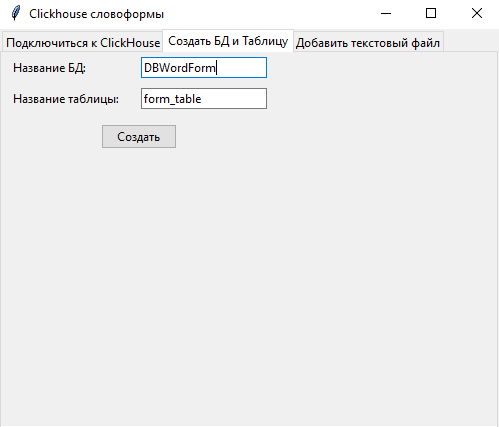 Clickhouse словоформы
Подключиться к ClickHouse Создать БД и Таблицу Добавить текстовый файл
Название БД: DBWordForm
Название таблицы: form_table
Создать